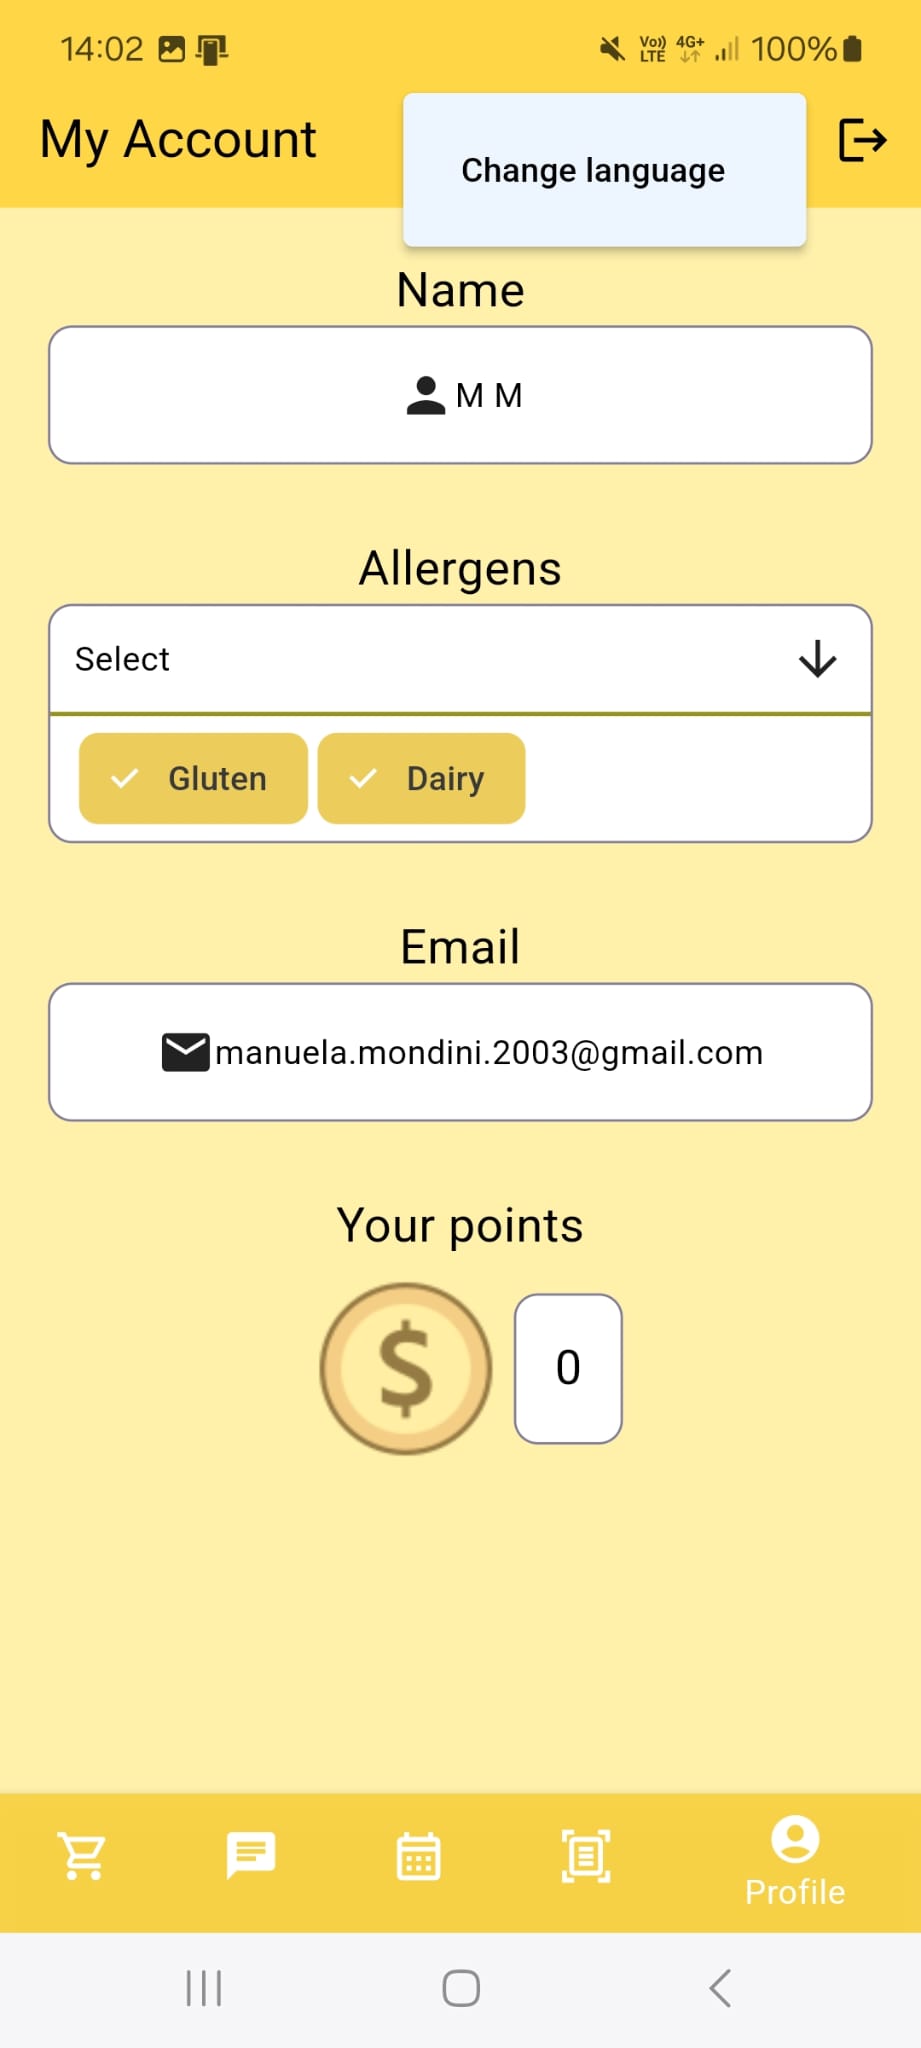 14:02 Vo)) LTE 4G+ 100%
My Account
Change language
Name
M M
Allergens
Select
Gluten Dairy
Email
manuela.mondini.2003@gmail.com
Your points
$ 0
Profile